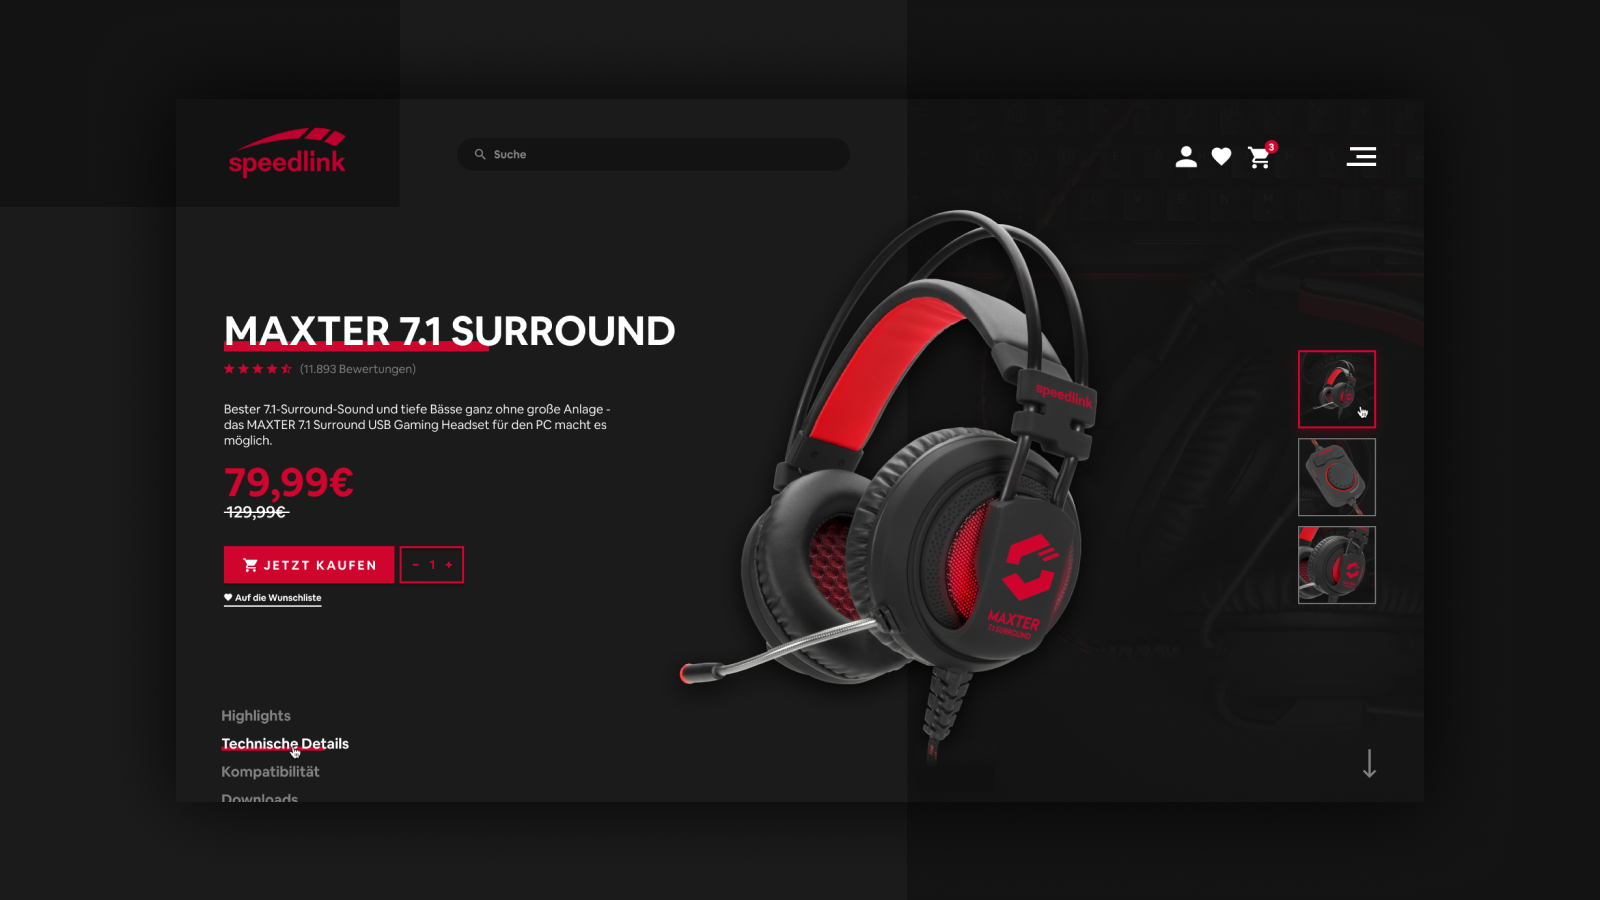 speedlink
Suche
3
MAXTER 7.1 SURROUND
(11.893 Bewertungen)
Bester 7.1-Surround-Sound und tiefe Bässe ganz ohne große Anlage -
das MAXTER 7.1 Surround USB Gaming Headset für den PC macht es
möglich.
79,99€
129,99€
JETZT KAUFEN
- 1 +
Auf die Wunschliste
speedlink
MAXTER
7.1 SURROUND
Highlights
Technische Details
Kompatibilität
Downloads